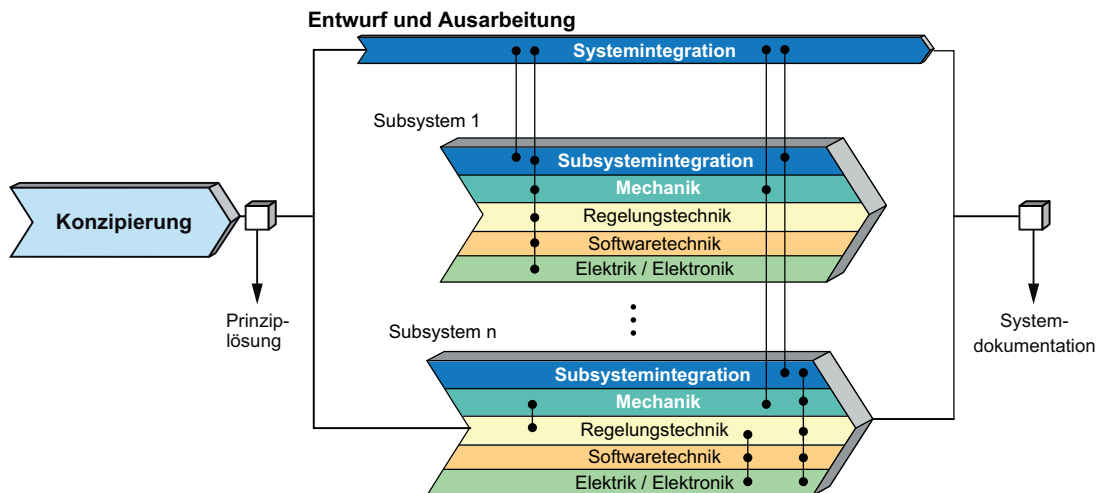 Entwurf und Ausarbeitung
Systemintegration
Subsystem 1
Subsystemintegration
Mechanik
Regelungstechnik
Softwaretechnik
Elektrik / Elektronik
Konzipierung
Prinzip-
lösung
Subsystem n
Subsystemintegration
Mechanik
Regelungstechnik
Softwaretechnik
Elektrik / Elektronik
System-
dokumentation